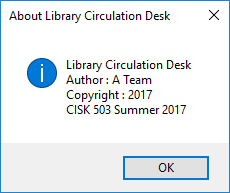 About Library Circulation Desk
Library Circulation Desk
Author : A Team
Copyright : 2017
CISK 503 Summer 2017
OK